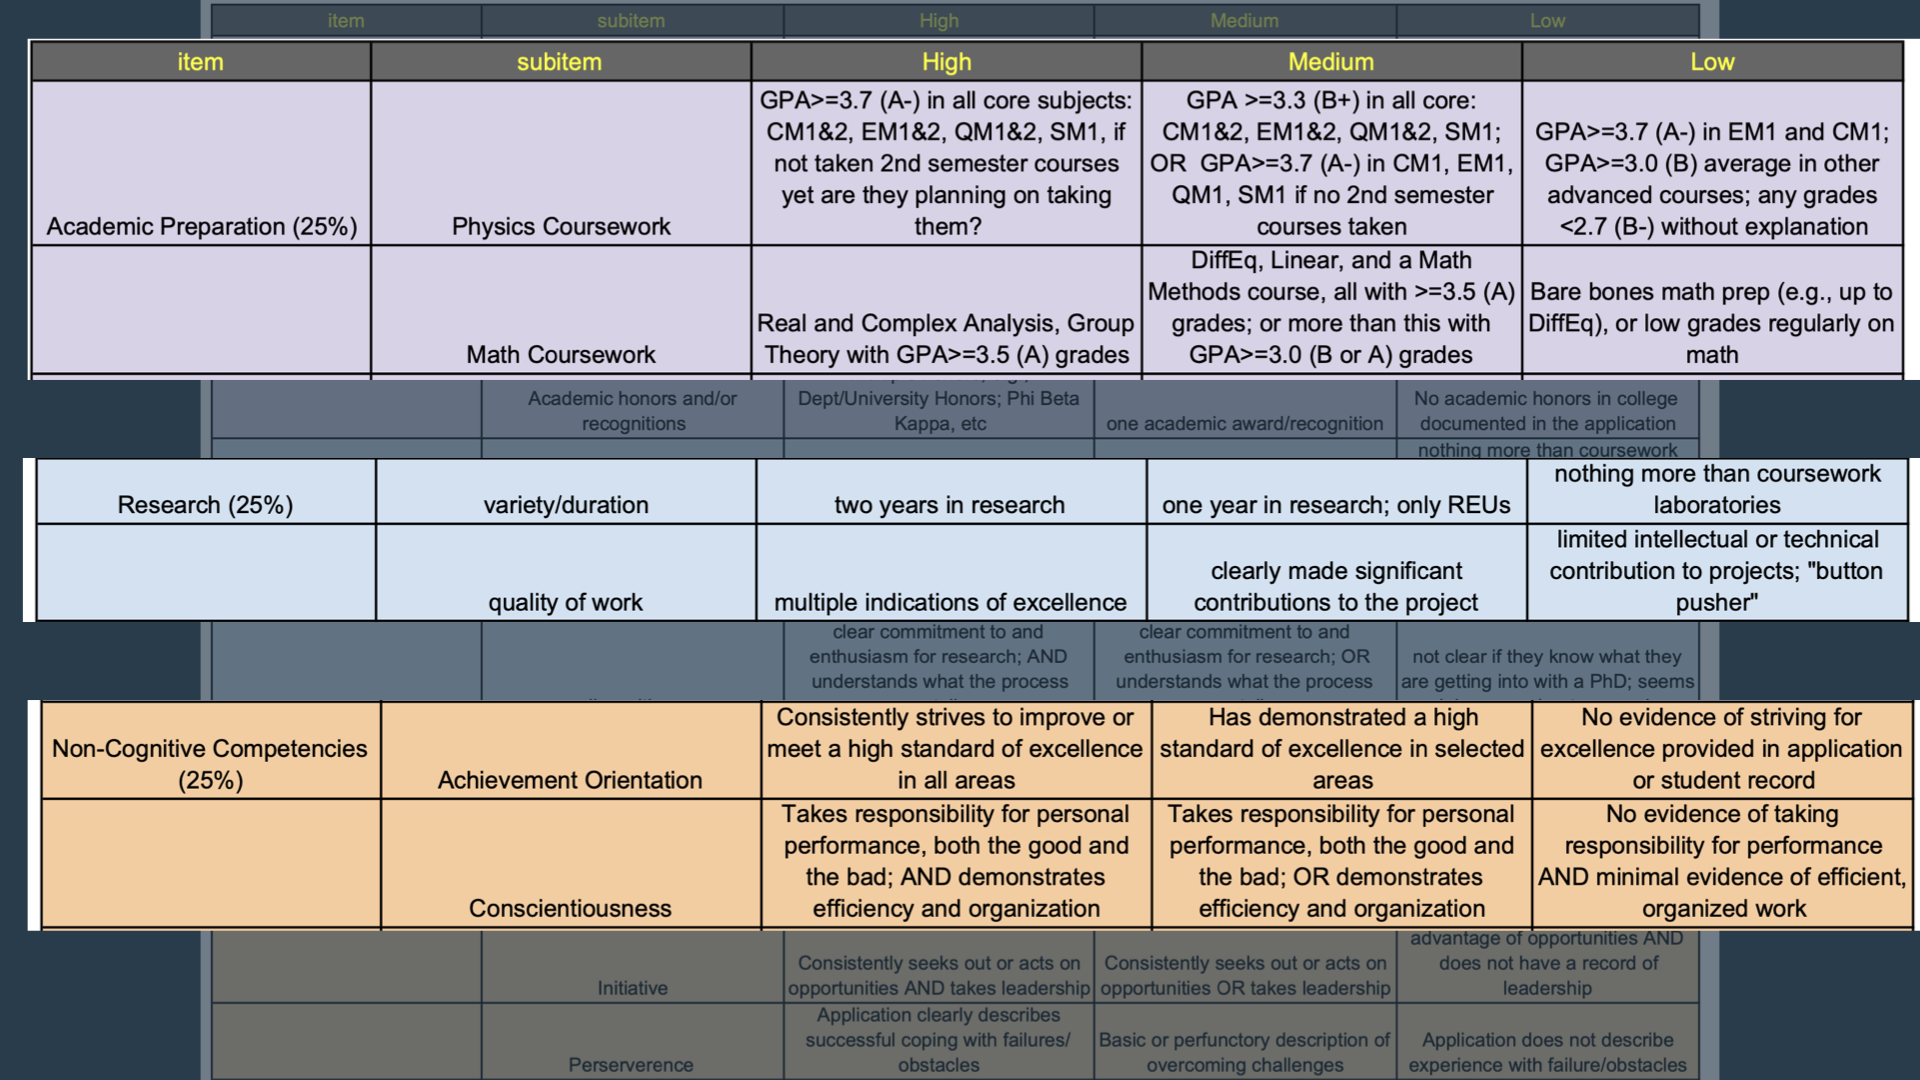 item subitem High Medium Low
item subitem High Medium Low
Academic Preparation (25%)
Physics Coursework
GPA>=3.7 (A-) in all core subjects:
CM1&2, EM1&2, QM1&2, SM1, if
not taken 2nd semester courses
yet are they planning on taking
them?
GPA >=3.3 (B+) in all core:
CM1&2, EM1&2, QM1&2, SM1;
OR GPA>=3.7 (A-) in CM1, EM1,
QM1, SM1 if no 2nd semester
courses taken
GPA>=3.7 (A-) in EM1 and CM1;
GPA>=3.0 (B) average in other
advanced courses; any grades
<2.7 (B-) without explanation
Math Coursework
Real and Complex Analysis, Group
Theory with GPA>=3.5 (A) grades
DiffEq, Linear, and a Math
Methods course, all with >=3.5 (A)
grades; or more than this with
GPA>=3.0 (B or A) grades
Bare bones math prep (e.g., up to
DiffEq), or low grades regularly on
math
Academic honors and/or
recognitions
Dept/University Honors; Phi Beta
Kappa, etc
one academic award/recognition
No academic honors in college
documented in the application
nothing more than coursework
Research (25%)
variety/duration
two years in research
one year in research; only REUs
nothing more than coursework
laboratories
quality of work
multiple indications of excellence
clearly made significant
contributions to the project
limited intellectual or technical
contribution to projects; "button
pusher"
clear commitment to and
enthusiasm for research; AND
understands what the process
clear commitment to and
enthusiasm for research; OR
understands what the process
not clear if they know what they
are getting into with a PhD; seems
Non-Cognitive Competencies
(25%)
Achievement Orientation
Consistently strives to improve or
meet a high standard of excellence
in all areas
Has demonstrated a high
standard of excellence in selected
areas
No evidence of striving for
excellence provided in application
or student record
Conscientiousness
Takes responsibility for personal
performance, both the good and
the bad; AND demonstrates
efficiency and organization
Takes responsibility for personal
performance, both the good and
the bad; OR demonstrates
efficiency and organization
No evidence of taking
responsibility for performance
AND minimal evidence of efficient,
organized work
Initiative
Consistently seeks out or acts on
opportunities AND takes leadership
Consistently seeks out or acts on
opportunities OR takes leadership
advantage of opportunities AND
does not have a record of
leadership
Perserverence
Application clearly describes
successful coping with failures/
obstacles
Basic or perfunctory description of
overcoming challenges
Application does not describe
experience with failure/obstacles